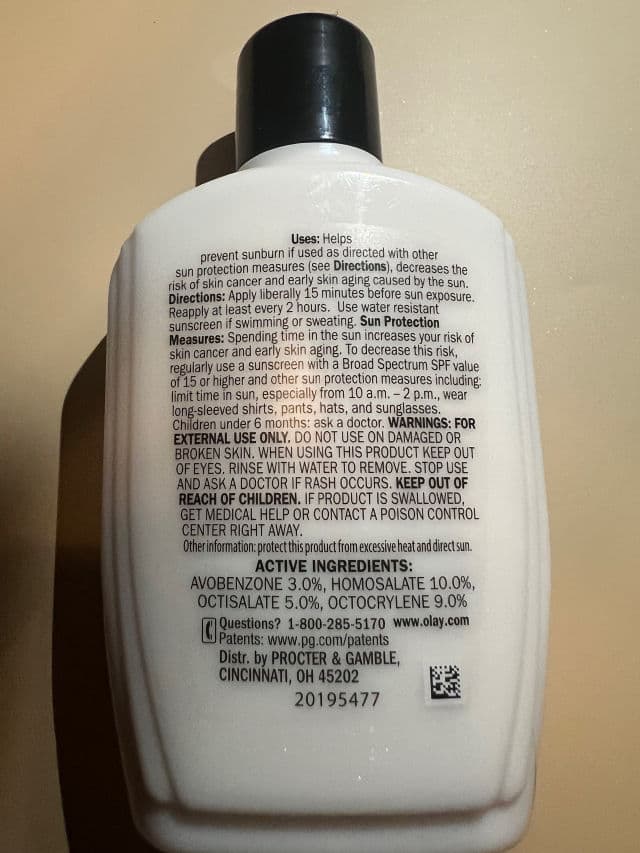 Uses: Helps
prevent sunburn if used as directed with other
sun protection measures (see Directions), decreases the
risk of skin cancer and early skin aging caused by the sun.
Directions: Apply liberally 15 minutes before sun exposure.
Reapply at least every 2 hours. Use water resistant
sunscreen if swimming or sweating. Sun Protection
Measures: Spending time in the sun increases your risk of
skin cancer and early skin aging. To decrease this risk,
regularly use a sunscreen with a Broad Spectrum SPF value
of 15 or higher and other sun protection measures including:
limit time in sun, especially from 10 a.m. – 2 p.m., wear
long-sleeved shirts, pants, hats, and sunglasses.
Children under 6 months: ask a doctor. WARNINGS: FOR
EXTERNAL USE ONLY. DO NOT USE ON DAMAGED OR
BROKEN SKIN. WHEN USING THIS PRODUCT KEEP OUT
OF EYES. RINSE WITH WATER TO REMOVE. STOP USE
AND ASK A DOCTOR IF RASH OCCURS. KEEP OUT OF
REACH OF CHILDREN. IF PRODUCT IS SWALLOWED,
GET MEDICAL HELP OR CONTACT A POISON CONTROL
CENTER RIGHT AWAY.
Other information: protect this product from excessive heat and direct sun.
ACTIVE INGREDIENTS:
AVOBENZONE 3.0%, HOMOSALATE 10.0%,
OCTISALATE 5.0%, OCTOCRYLENE 9.0%
Questions? 1-800-285-5170 www.olay.com
Patents: www.pg.com/patents
Distr. by PROCTER & GAMBLE,
CINCINNATI, OH 45202
20195477